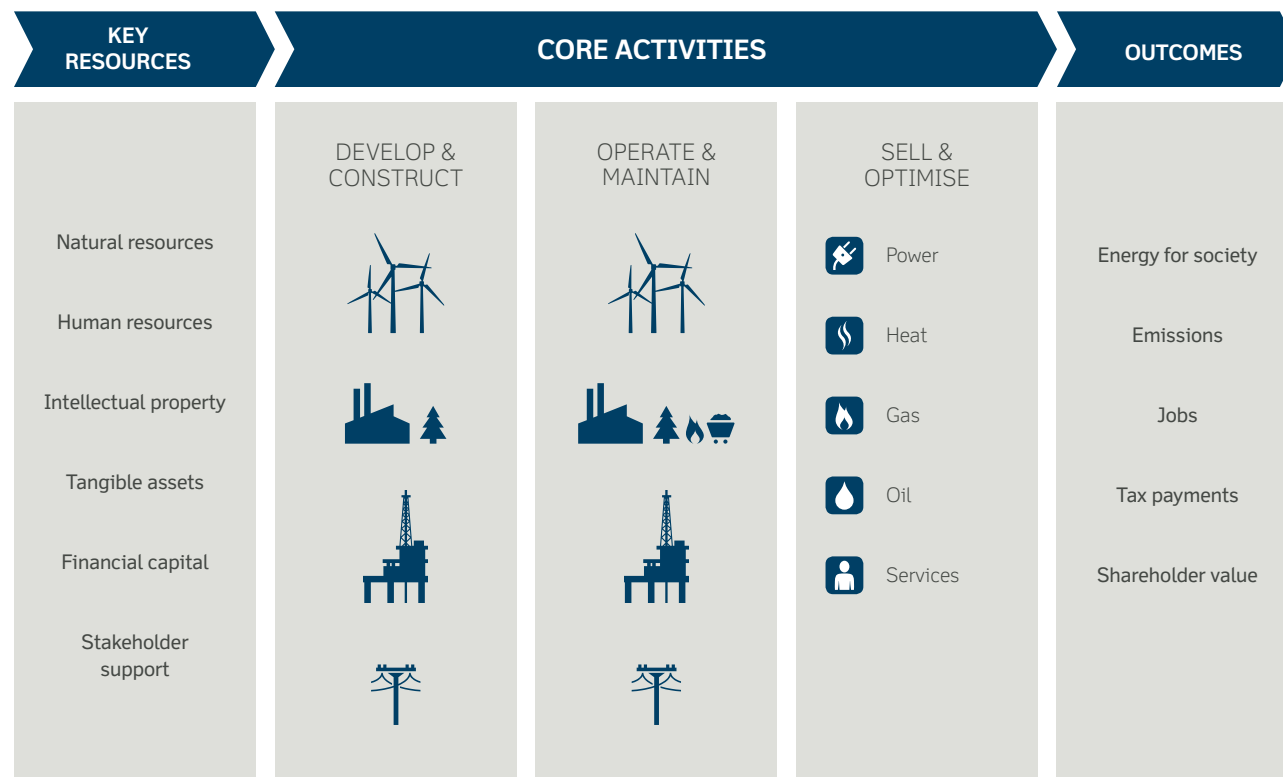 KEY
RESOURCES
CORE ACTIVITIES
OUTCOMES
Natural resources
Human resources
Intellectual property
Tangible assets
Financial capital
Stakeholder
support
DEVELOP &
CONSTRUCT
OPERATE &
MAINTAIN
SELL &
OPTIMISE
Power
Heat
Gas
Oil
Services
Energy for society
Emissions
Jobs
Tax payments
Shareholder value